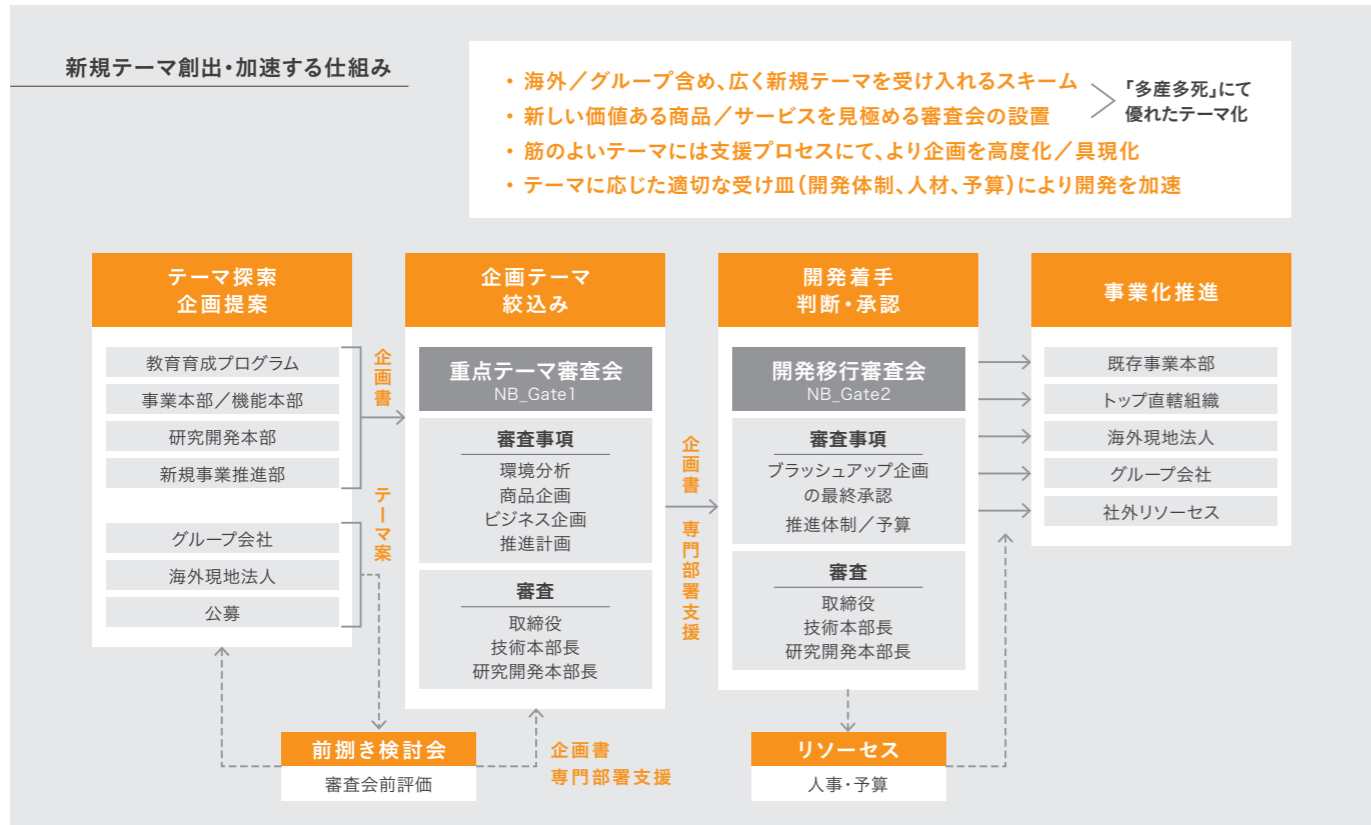 新規テーマ創出・加速する仕組み
・ 海外／グループ含め、広く新規テーマを受け入れるスキーム
・ 新しい価値ある商品／サービスを見極める審査会の設置
「多産多死」にて
優れたテーマ化
・ 筋のよいテーマには支援プロセスにて、より企画を高度化／具現化
・ テーマに応じた適切な受け皿（開発体制、人材、予算）により開発を加速
テーマ探索
企画提案
教育育成プログラム
事業本部／機能本部
研究開発本部
新規事業推進部
グループ会社
海外現地法人
公募
企画書
テーマ案
前捌き検討会
審査会前評価
企画書
専門部署支援
企画テーマ
絞込み
重点テーマ審査会
NB_Gate1
審査事項
環境分析
商品企画
ビジネス企画
推進計画
審査
取締役
技術本部長
研究開発本部長
企画書
専門部署支援
開発着手
判断・承認
開発移行審査会
NB_Gate2
審査事項
ブラッシュアップ企画
の最終承認
推進体制／予算
審査
取締役
技術本部長
研究開発本部長
リソーセス
人事・予算
事業化推進
既存事業本部
トップ直轄組織
海外現地法人
グループ会社
社外リソーセス